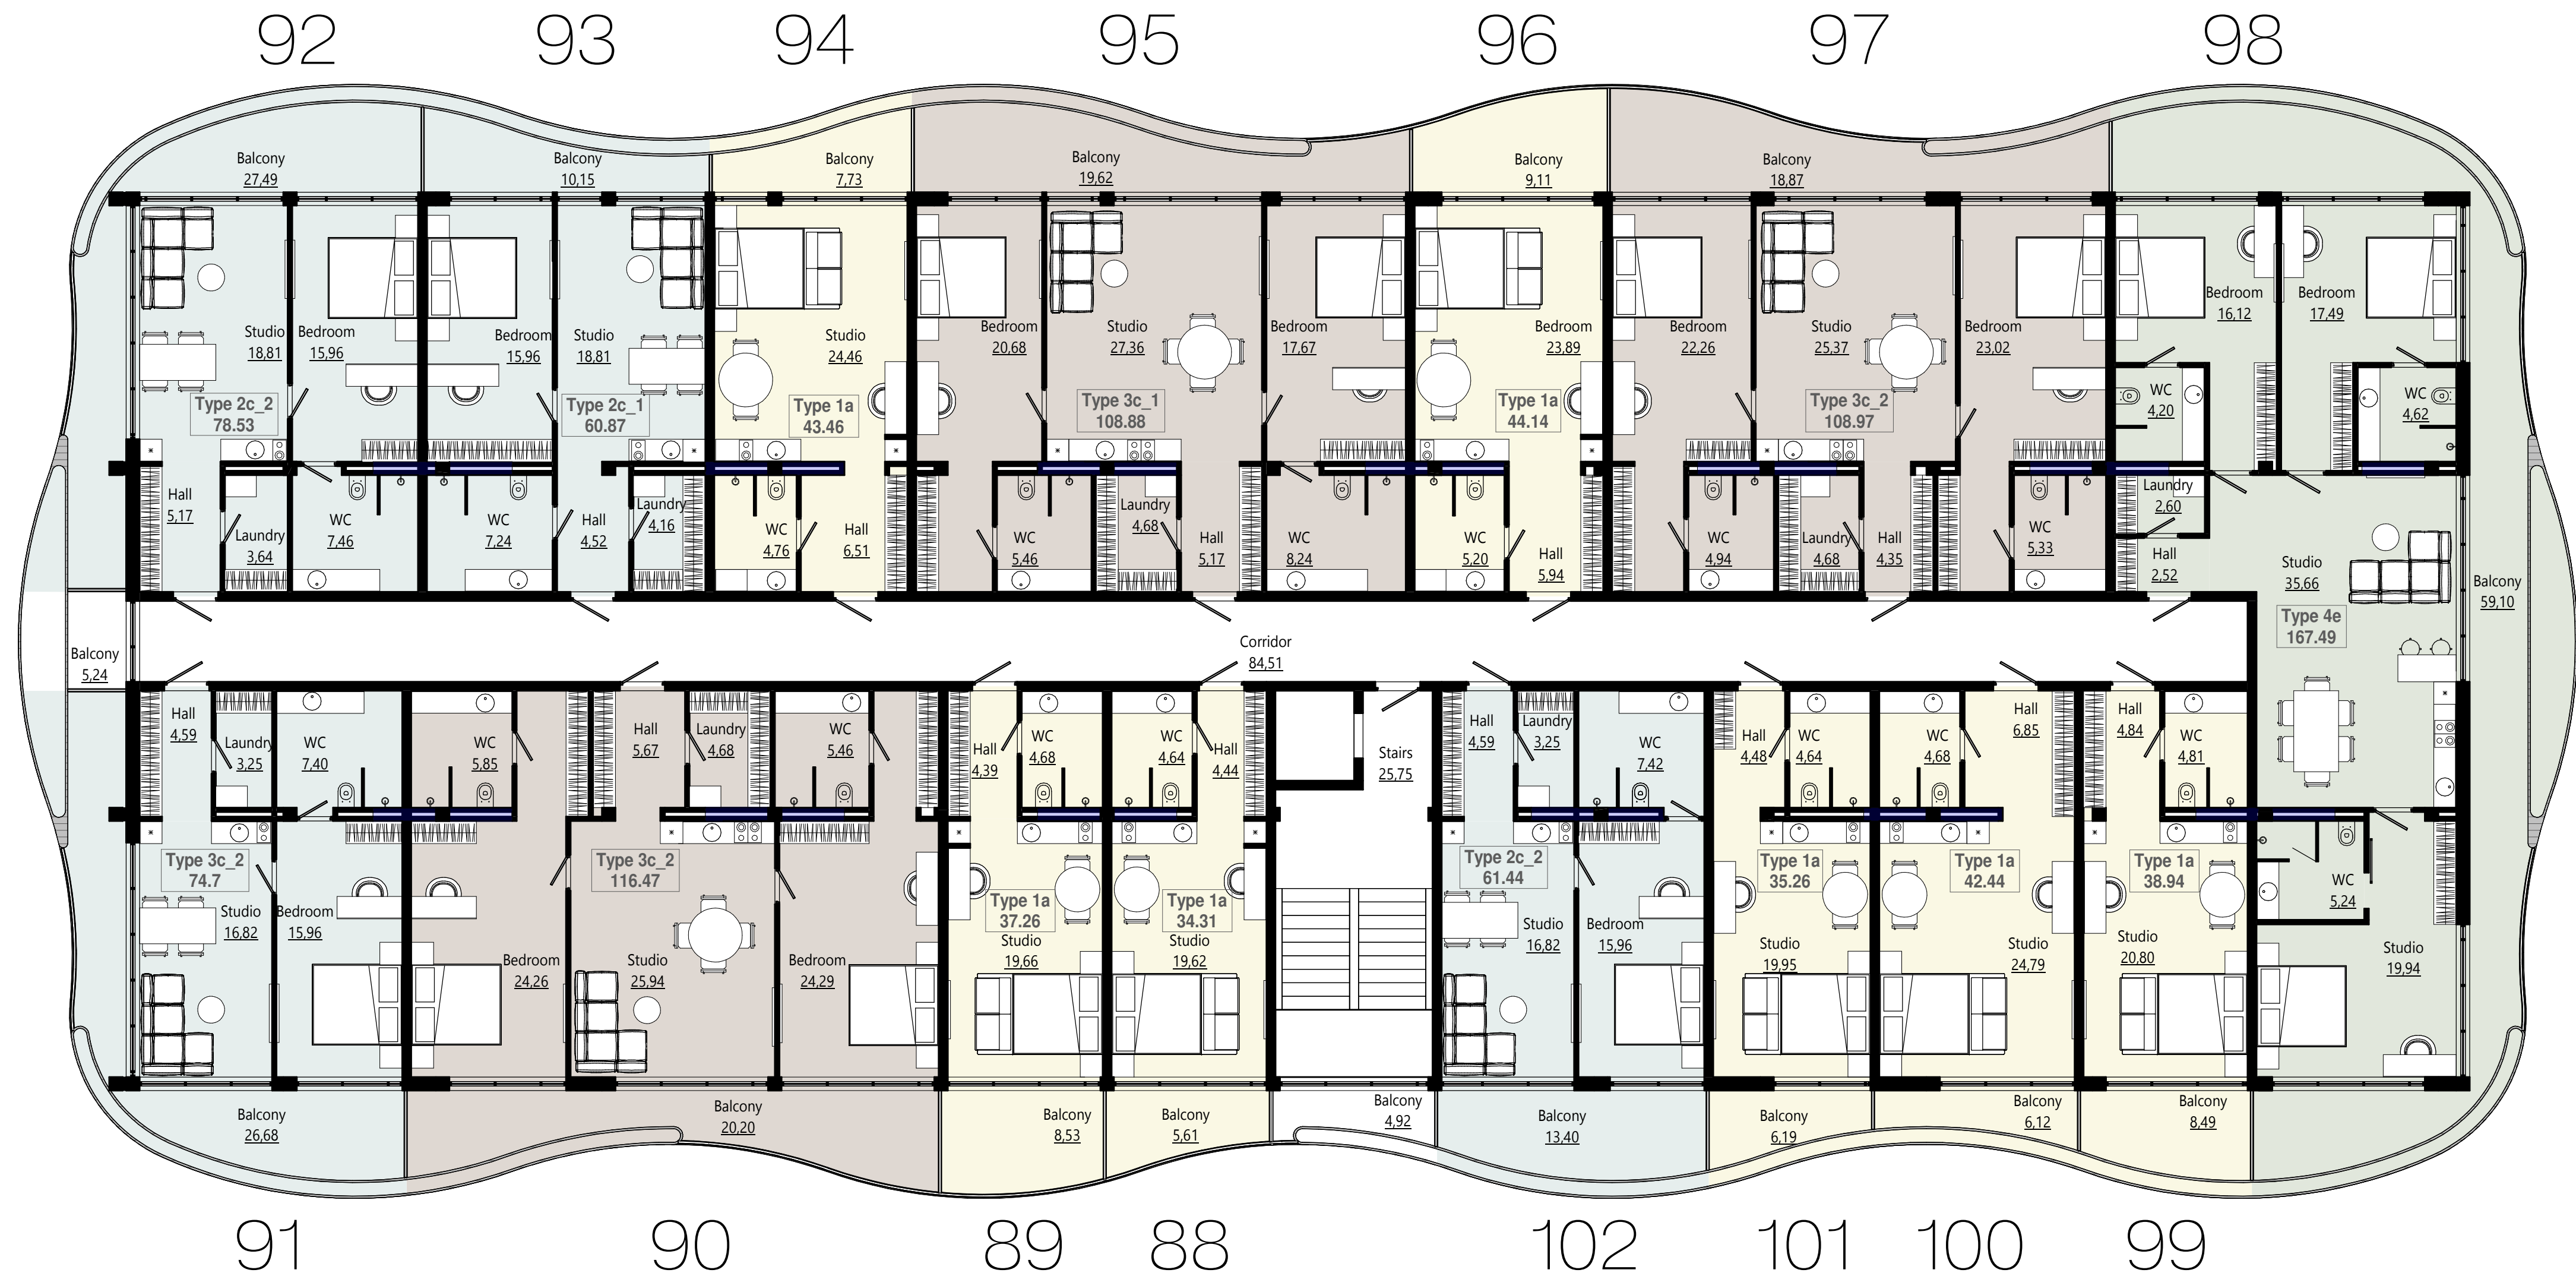 92 93 94 95 96 97 98
Balcony
27,49
Balcony
10,15
Balcony
7,73
Balcony
19,62
Balcony
9,11
Balcony
18,87
Studio
18,81
Bedroom
15,96
Type 2c_2
78.53
Hall
5,17
Laundry
3,64
WC
7,46
Bedroom
15,96
Studio
18,81
Type 2c_1
60.87
WC
7,24
Hall
4,52
Laundry
4,16
Studio
24,46
Type 1a
43.46
WC
4,76
Hall
6,51
Bedroom
20,68
Studio
27,36
Bedroom
17,67
Type 3c_1
108.88
WC
5,46
Laundry
4,68
Hall
5,17
WC
8,24
Bedroom
23,89
Type 1a
44.14
WC
5,20
Hall
5,94
Bedroom
22,26
Studio
25,37
Bedroom
23,02
Type 3c_2
108.97
WC
4,94
Laundry
4,68
Hall
4,35
WC
5,33
Bedroom
16,12
Bedroom
17,49
WC
4,20
WC
4,62
Laundry
2,60
Hall
2,52
Studio
35,66
Type 4e
167.49
Balcony
59,10
Balcony
5,24
Corridor
84,51
Hall
4,59
Laundry
3,25
WC
7,40
Type 3c_2
74.7
Studio
16,82
Bedroom
15,96
WC
5,85
Hall
5,67
Laundry
4,68
WC
5,46
Type 3c_2
116.47
Bedroom
24,26
Studio
25,94
Bedroom
24,29
Hall
4,39
WC
4,68
Type 1a
37.26
Studio
19,66
WC
4,64
Hall
4,44
Type 1a
34.31
Studio
19,62
Stairs
25,75
Hall
4,59
Laundry
3,25
WC
7,42
Type 2c_2
61.44
Studio
16,82
Bedroom
15,96
Hall
4,48
WC
4,64
Type 1a
35.26
Studio
19,95
WC
4,68
Hall
6,85
Type 1a
42.44
Studio
24,79
Hall
4,84
WC
4,81
Type 1a
38.94
Studio
20,80
WC
5,24
Studio
19,94
Balcony
26,68
Balcony
20,20
Balcony
8,53
Balcony
5,61
Balcony
4,92
Balcony
13,40
Balcony
6,19
Balcony
6,12
Balcony
8,49
91 90 89 88 102 101 100 99